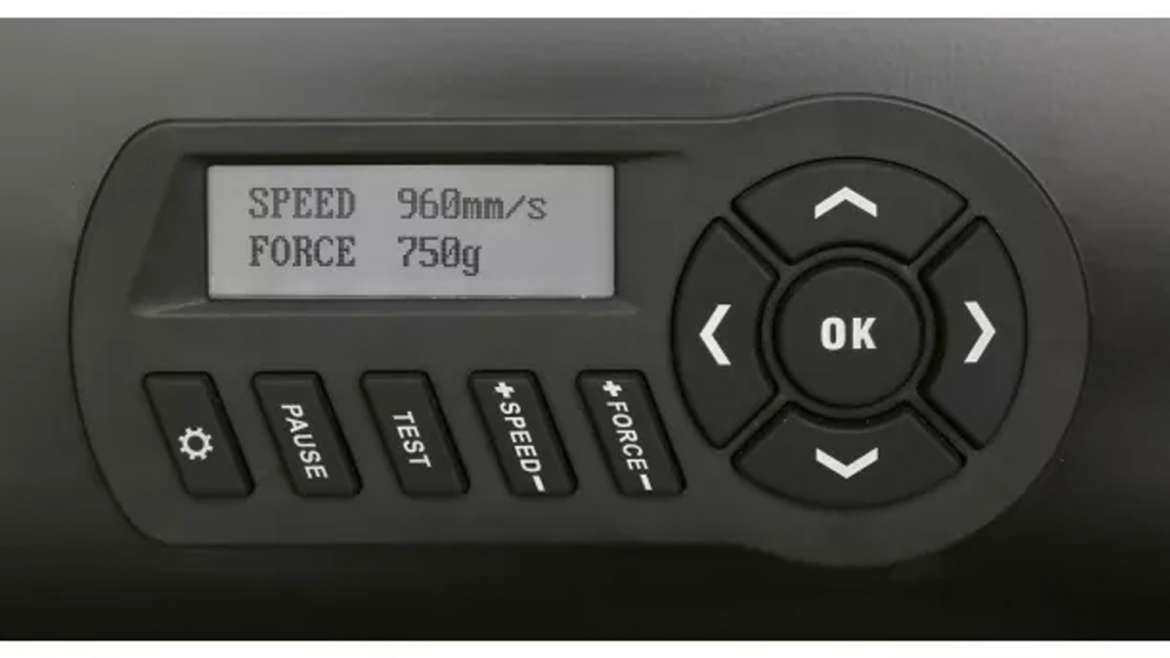 SPEED 960mm/s
FORCE 750g
OK
PAUSE
TEST
+SPEED-
+FORCE-